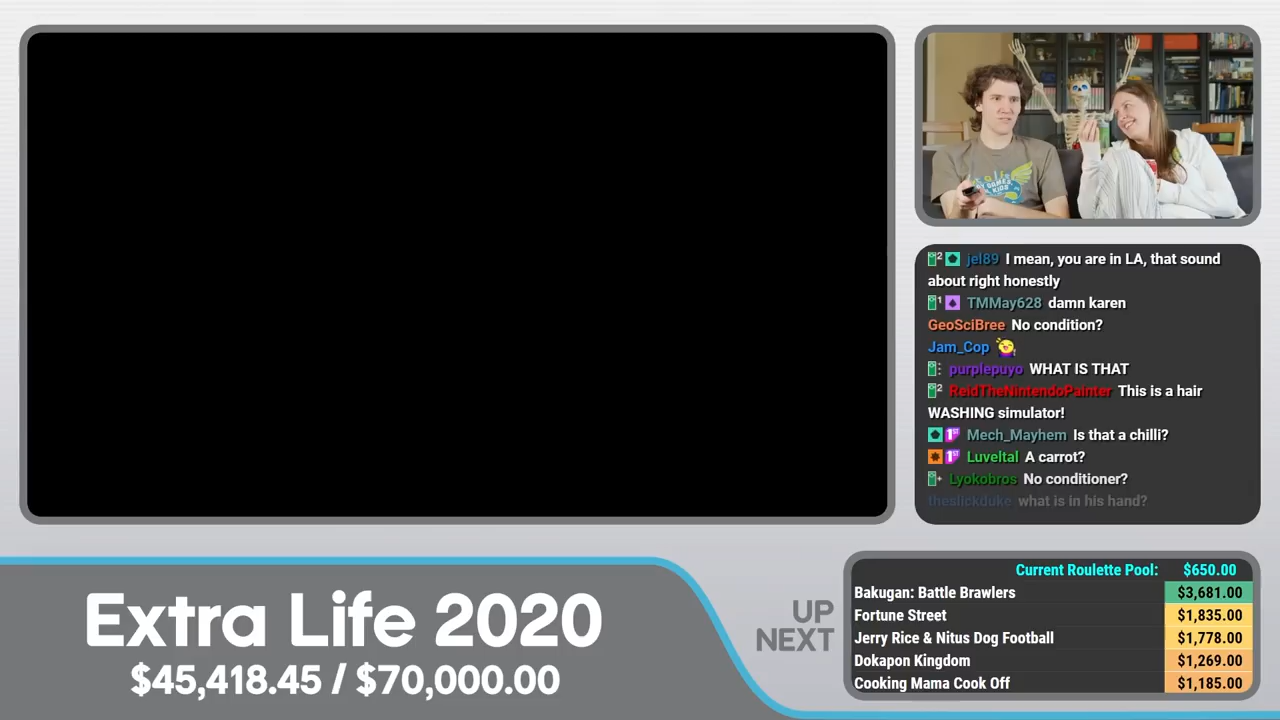 jel89 I mean, you are in LA, that sound
about right honestly
TMMay628 damn karen
GeoSciBree No condition?
Jam_Cop
purplepuyo WHAT IS THAT
ReidTheNintendoPainter This is a hair
WASHING simulator!
Mech_Mayhem Is that a chilli?
Luveltal A carrot?
Lyokobros No conditioner?
theslickduke what is in his hand?
Extra Life 2020
$45,418.45 / $70,000.00
UP
NEXT
Current Roulette Pool: $650.00
Bakugan: Battle Brawlers $3,681.00
Fortune Street $1,835.00
Jerry Rice & Nitus Dog Football $1,778.00
Dokapon Kingdom $1,269.00
Cooking Mama Cook Off $1,185.00